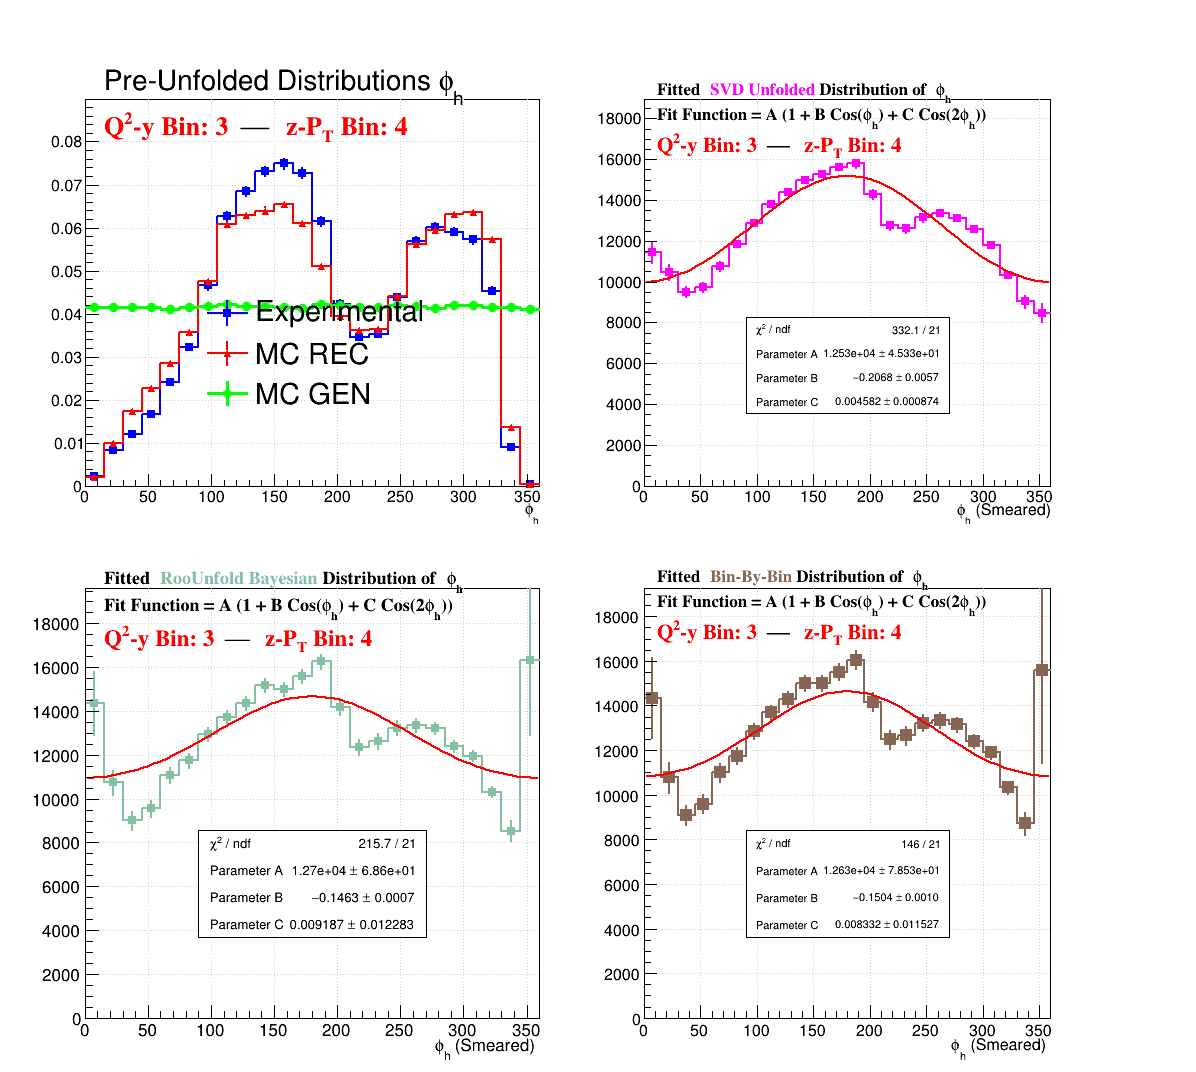 Pre-Unfolded Distributions ϕh
Q²-y Bin: 3 — z-PT Bin: 4
0.08
0.07
0.06
0.05
0.04
0.03
0.02
0.01
0
Experimental
MC REC
MC GEN
0 50 100 150 200 250 300 350
ϕh
Fitted SVD Unfolded Distribution of ϕh
Fit Function = A (1 + B Cos(ϕh) + C Cos(2ϕh))
Q²-y Bin: 3 — z-PT Bin: 4
18000
16000
14000
12000
10000
8000
6000
4000
2000
0
χ² / ndf 332.1 / 21
Parameter A 1.253e+04 ± 4.533e+01
Parameter B −0.2068 ± 0.0057
Parameter C 0.004582 ± 0.000874
0 50 100 150 200 250 300 350
ϕh (Smeared)
Fitted RooUnfold Bayesian Distribution of ϕh
Fit Function = A (1 + B Cos(ϕh) + C Cos(2ϕh))
Q²-y Bin: 3 — z-PT Bin: 4
18000
16000
14000
12000
10000
8000
6000
4000
2000
0
χ² / ndf 215.7 / 21
Parameter A 1.27e+04 ± 6.86e+01
Parameter B −0.1463 ± 0.0007
Parameter C 0.009187 ± 0.012283
0 50 100 150 200 250 300 350
ϕh (Smeared)
Fitted Bin-By-Bin Distribution of ϕh
Fit Function = A (1 + B Cos(ϕh) + C Cos(2ϕh))
Q²-y Bin: 3 — z-PT Bin: 4
18000
16000
14000
12000
10000
8000
6000
4000
2000
0
χ² / ndf 146 / 21
Parameter A 1.263e+04 ± 7.853e+01
Parameter B −0.1504 ± 0.0010
Parameter C 0.008332 ± 0.011527
0 50 100 150 200 250 300 350
ϕh (Smeared)